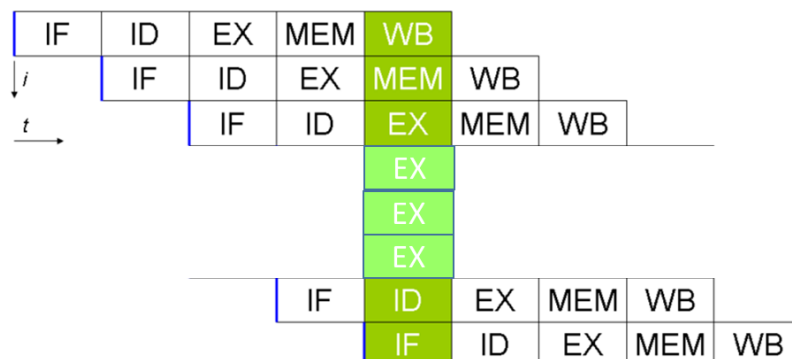 IF ID EX MEM WB
i IF ID EX MEM WB
t IF ID EX MEM WB
EX
EX
EX
IF ID EX MEM WB
IF ID EX MEM WB